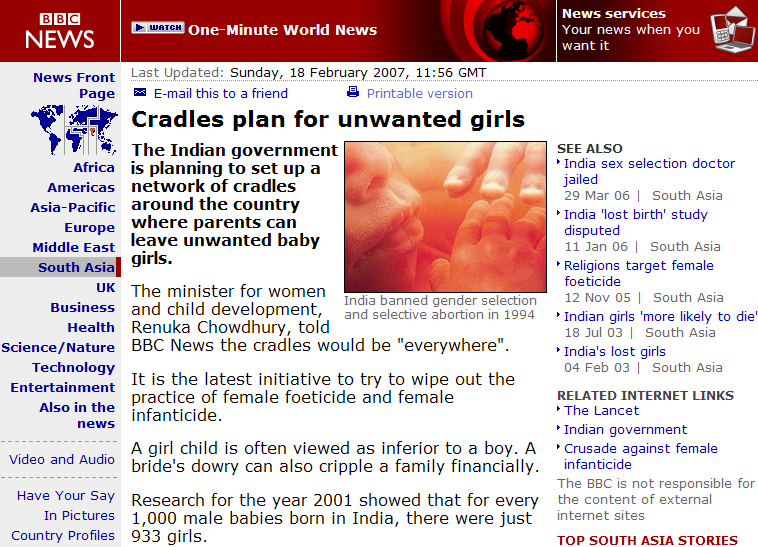 BBC
NEWS
WATCH One-Minute World News
News services
Your news when you
want it
News Front
Page
Africa
Americas
Asia-Pacific
Europe
Middle East
South Asia
UK
Business
Health
Science/Nature
Technology
Entertainment
Also in the
news
Video and Audio
Have Your Say
In Pictures
Country Profiles
Last Updated: Sunday, 18 February 2007, 11:56 GMT
E-mail this to a friend
Printable version
Cradles plan for unwanted girls
The Indian government
is planning to set up a
network of cradles
around the country
where parents can
leave unwanted baby
girls.
India banned gender selection
and selective abortion in 1994
The minister for women
and child development,
Renuka Chowdhury, told
BBC News the cradles would be "everywhere".
It is the latest initiative to try to wipe out the
practice of female foeticide and female
infanticide.
A girl child is often viewed as inferior to a boy. A
bride's dowry can also cripple a family financially.
Research for the year 2001 showed that for every
1,000 male babies born in India, there were just
933 girls.
SEE ALSO
India sex selection doctor
jailed
29 Mar 06 | South Asia
India 'lost birth' study
disputed
11 Jan 06 | South Asia
Religions target female
foeticide
12 Nov 05 | South Asia
Indian girls 'more likely to die'
18 Jul 03 | South Asia
India's lost girls
04 Feb 03 | South Asia
RELATED INTERNET LINKS
The Lancet
Indian government
Crusade against female
infanticide
The BBC is not responsible for
the content of external
internet sites
TOP SOUTH ASIA STORIES